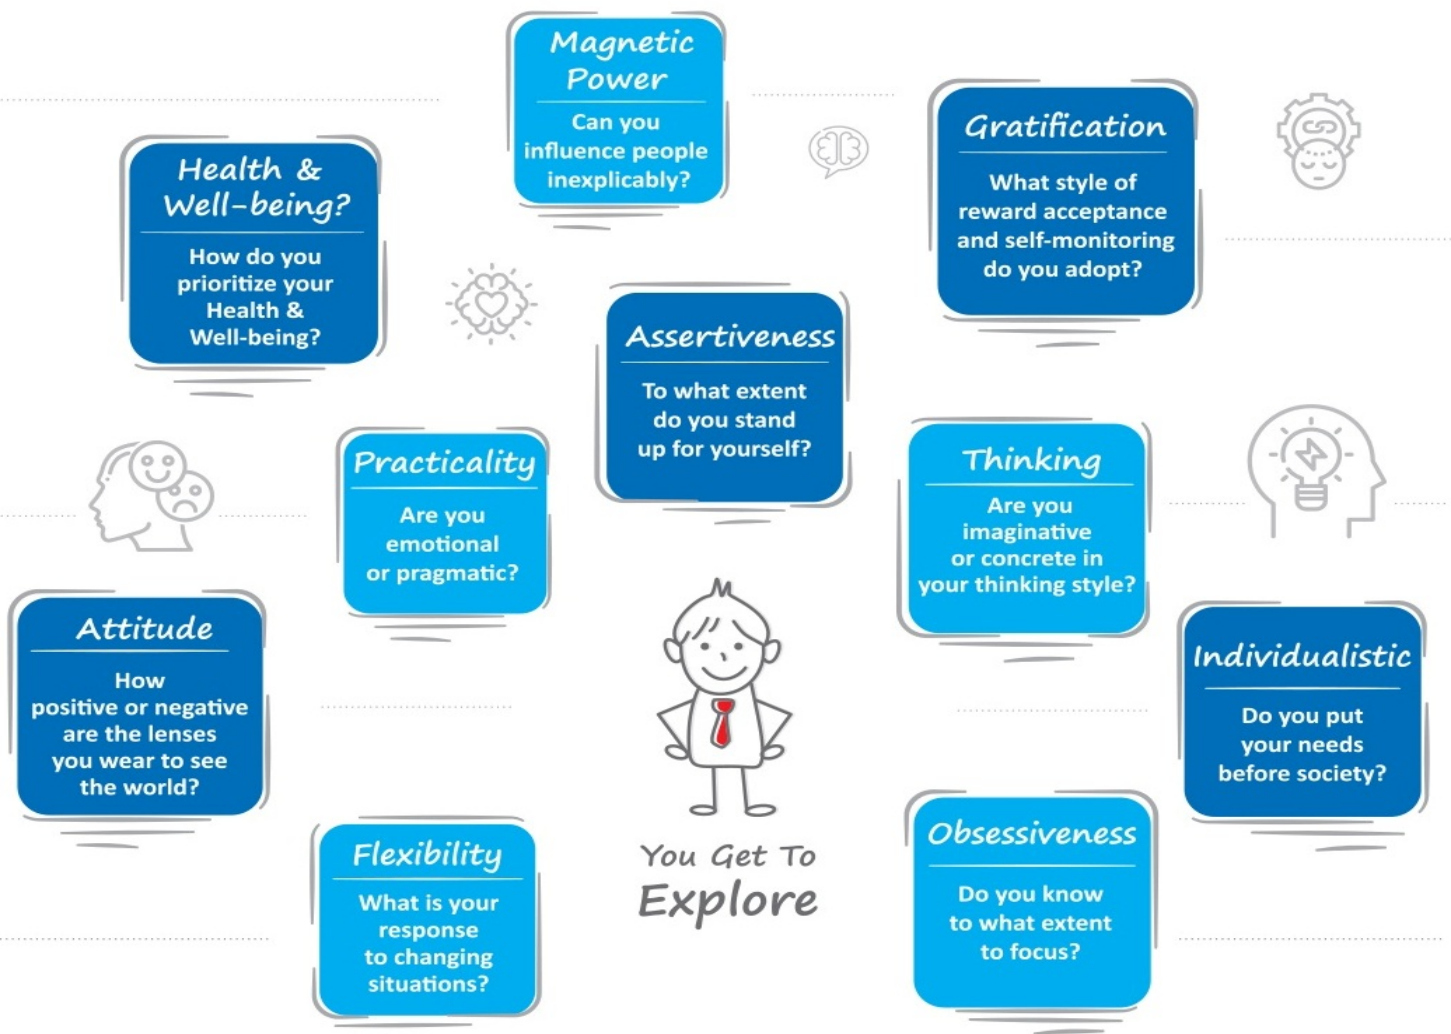 Magnetic
Power
Can you
influence people
inexplicably?
Gratification
What style of
reward acceptance
and self-monitoring
do you adopt?
Health &
Well-being?
How do you
prioritize your
Health &
Well-being?
Assertiveness
To what extent
do you stand
up for yourself?
Practicality
Are you
emotional
or pragmatic?
Thinking
Are you
imaginative
or concrete in
your thinking style?
Attitude
How
positive or negative
are the lenses
you wear to see
the world?
Individualistic
Do you put
your needs
before society?
Flexibility
What is your
response
to changing
situations?
You Get To
Explore
Obsessiveness
Do you know
to what extent
to focus?